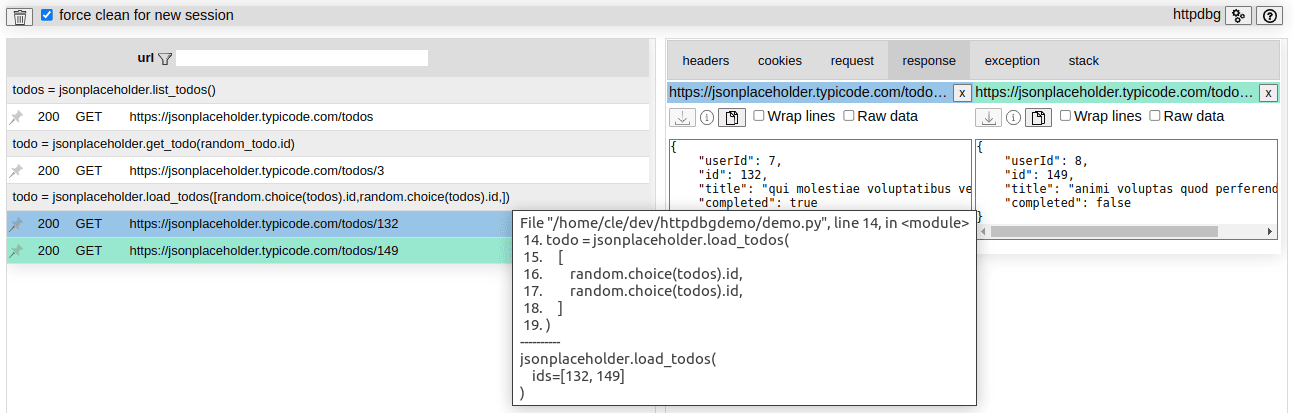 force clean for new session
httpdbg
url
todos = jsonplaceholder.list_todos()
200 GET https://jsonplaceholder.typicode.com/todos
todo = jsonplaceholder.get_todo(random_todo.id)
200 GET https://jsonplaceholder.typicode.com/todos/3
todo = jsonplaceholder.load_todos([random.choice(todos).id,random.choice(todos).id,])
200 GET https://jsonplaceholder.typicode.com/todos/132
200 GET https://jsonplaceholder.typicode.com/todos/149
headers cookies request response exception stack
https://jsonplaceholder.typicode.com/todo... x
Wrap lines Raw data
{
"userId": 7,
"id": 132,
"title": "qui molestiae voluptatibus ve
"completed": true
https://jsonplaceholder.typicode.com/todo... x
Wrap lines Raw data
{
"userId": 8,
"id": 149,
"title": "animi voluptas quod perferend
"completed": false
}
File "/home/cle/dev/httpdbgdemo/demo.py", line 14, in <module>
14. todo = jsonplaceholder.load_todos(
15. [
16. random.choice(todos).id,
17. random.choice(todos).id,
18. ]
19. )
----------
jsonplaceholder.load_todos(
ids=[132, 149]
)